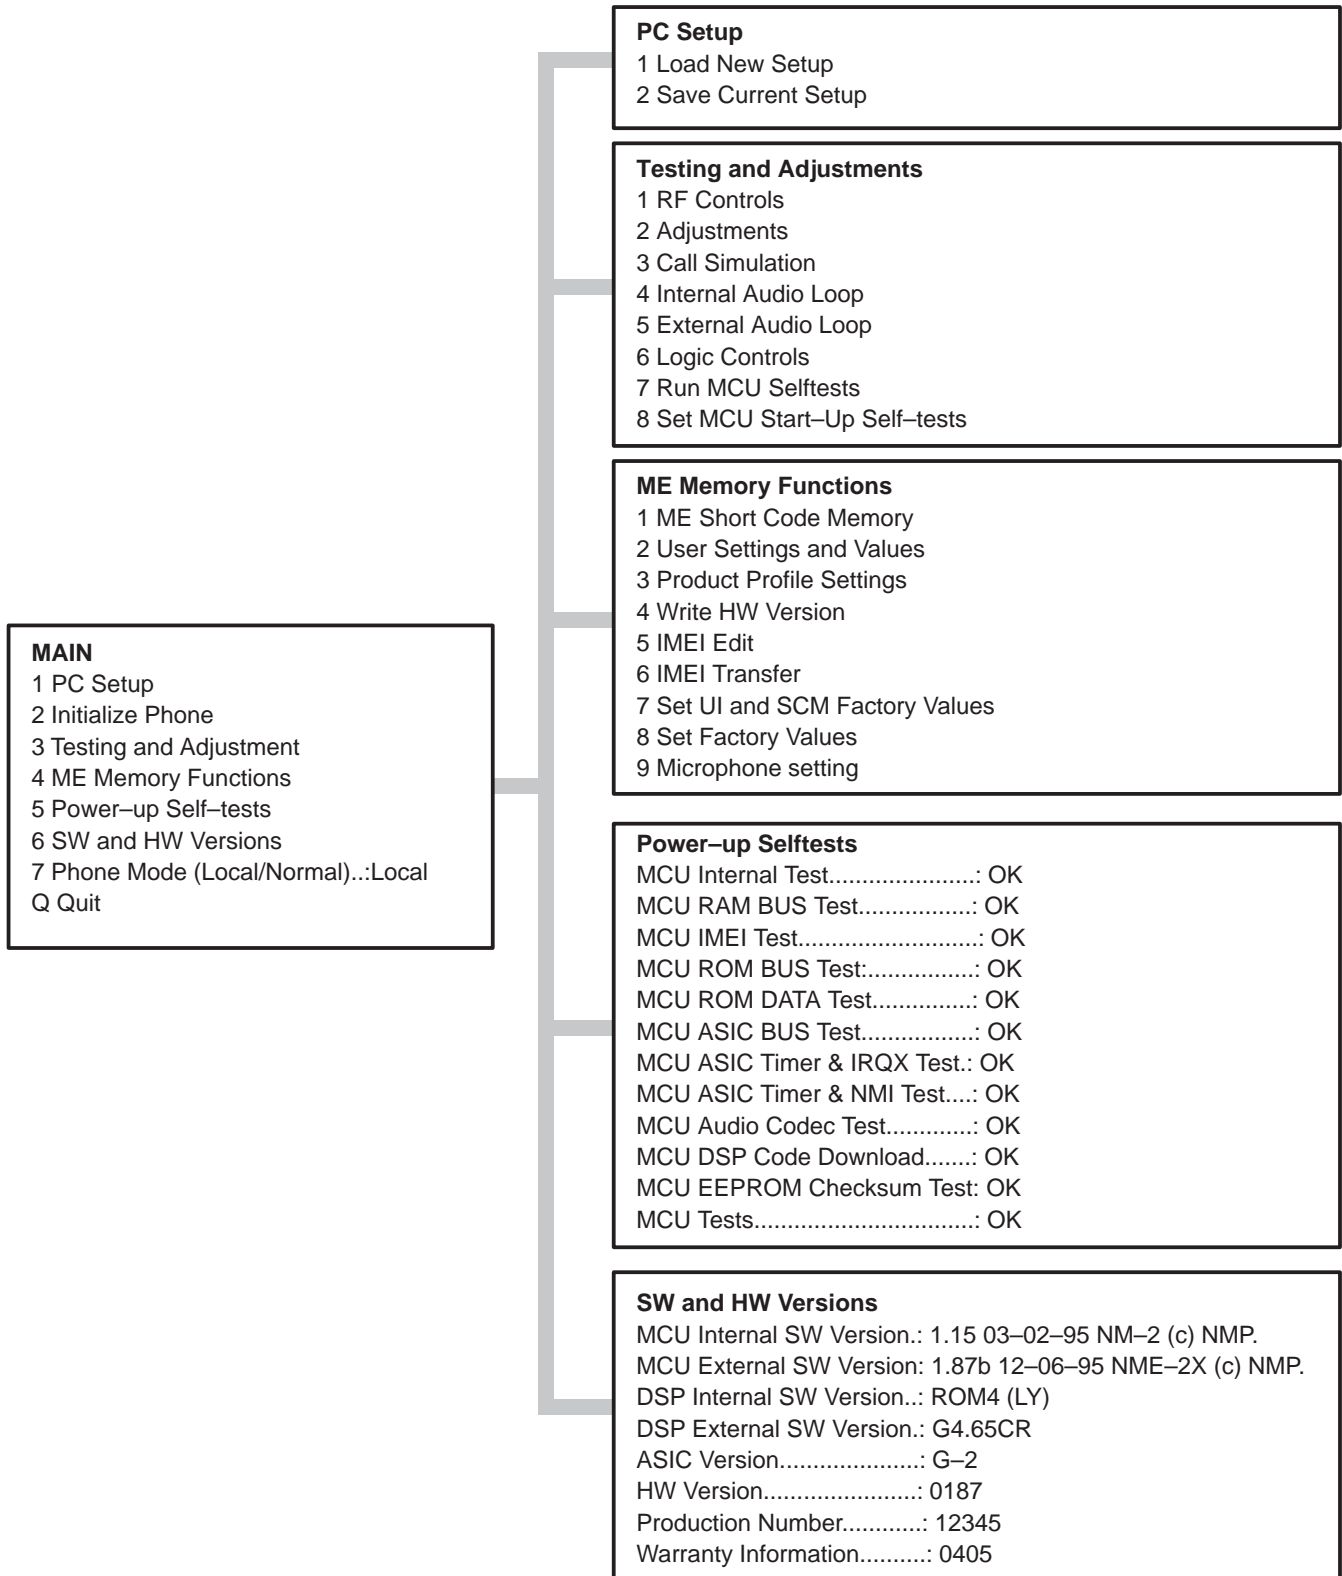 PC Setup
1 Load New Setup
2 Save Current Setup
Testing and Adjustments
1 RF Controls
2 Adjustments
3 Call Simulation
4 Internal Audio Loop
5 External Audio Loop
6 Logic Controls
7 Run MCU Selftests
8 Set MCU Start–Up Self–tests
ME Memory Functions
1 ME Short Code Memory
2 User Settings and Values
3 Product Profile Settings
4 Write HW Version
5 IMEI Edit
6 IMEI Transfer
7 Set UI and SCM Factory Values
8 Set Factory Values
9 Microphone setting
MAIN
1 PC Setup
2 Initialize Phone
3 Testing and Adjustment
4 ME Memory Functions
5 Power–up Self–tests
6 SW and HW Versions
7 Phone Mode (Local/Normal)..:Local
Q Quit
Power–up Selftests
MCU Internal Test......................: OK
MCU RAM BUS Test.................: OK
MCU IMEI Test...........................: OK
MCU ROM BUS Test:................: OK
MCU ROM DATA Test...............: OK
MCU ASIC BUS Test.................: OK
MCU ASIC Timer & IRQX Test.: OK
MCU ASIC Timer & NMI Test....: OK
MCU Audio Codec Test.............: OK
MCU DSP Code Download.......: OK
MCU EEPROM Checksum Test: OK
MCU Tests.................................: OK
SW and HW Versions
MCU Internal SW Version.: 1.15 03–02–95 NM–2 (c) NMP.
MCU External SW Version: 1.87b 12–06–95 NME–2X (c) NMP.
DSP Internal SW Version..: ROM4 (LY)
DSP External SW Version.: G4.65CR
ASIC Version.....................: G–2
HW Version.......................: 0187
Production Number............: 12345
Warranty Information..........: 0405